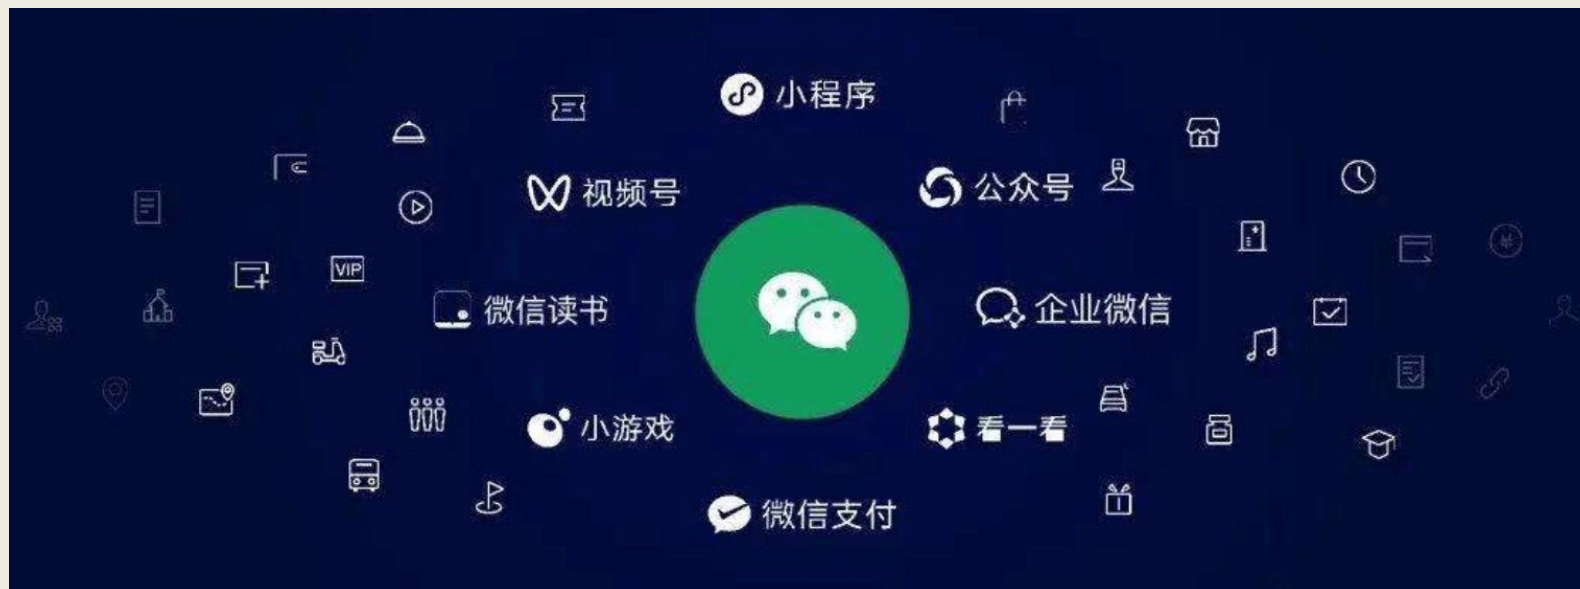 小程序
视频号
公众号
VIP
微信读书
企业微信
小游戏
看一看
微信支付